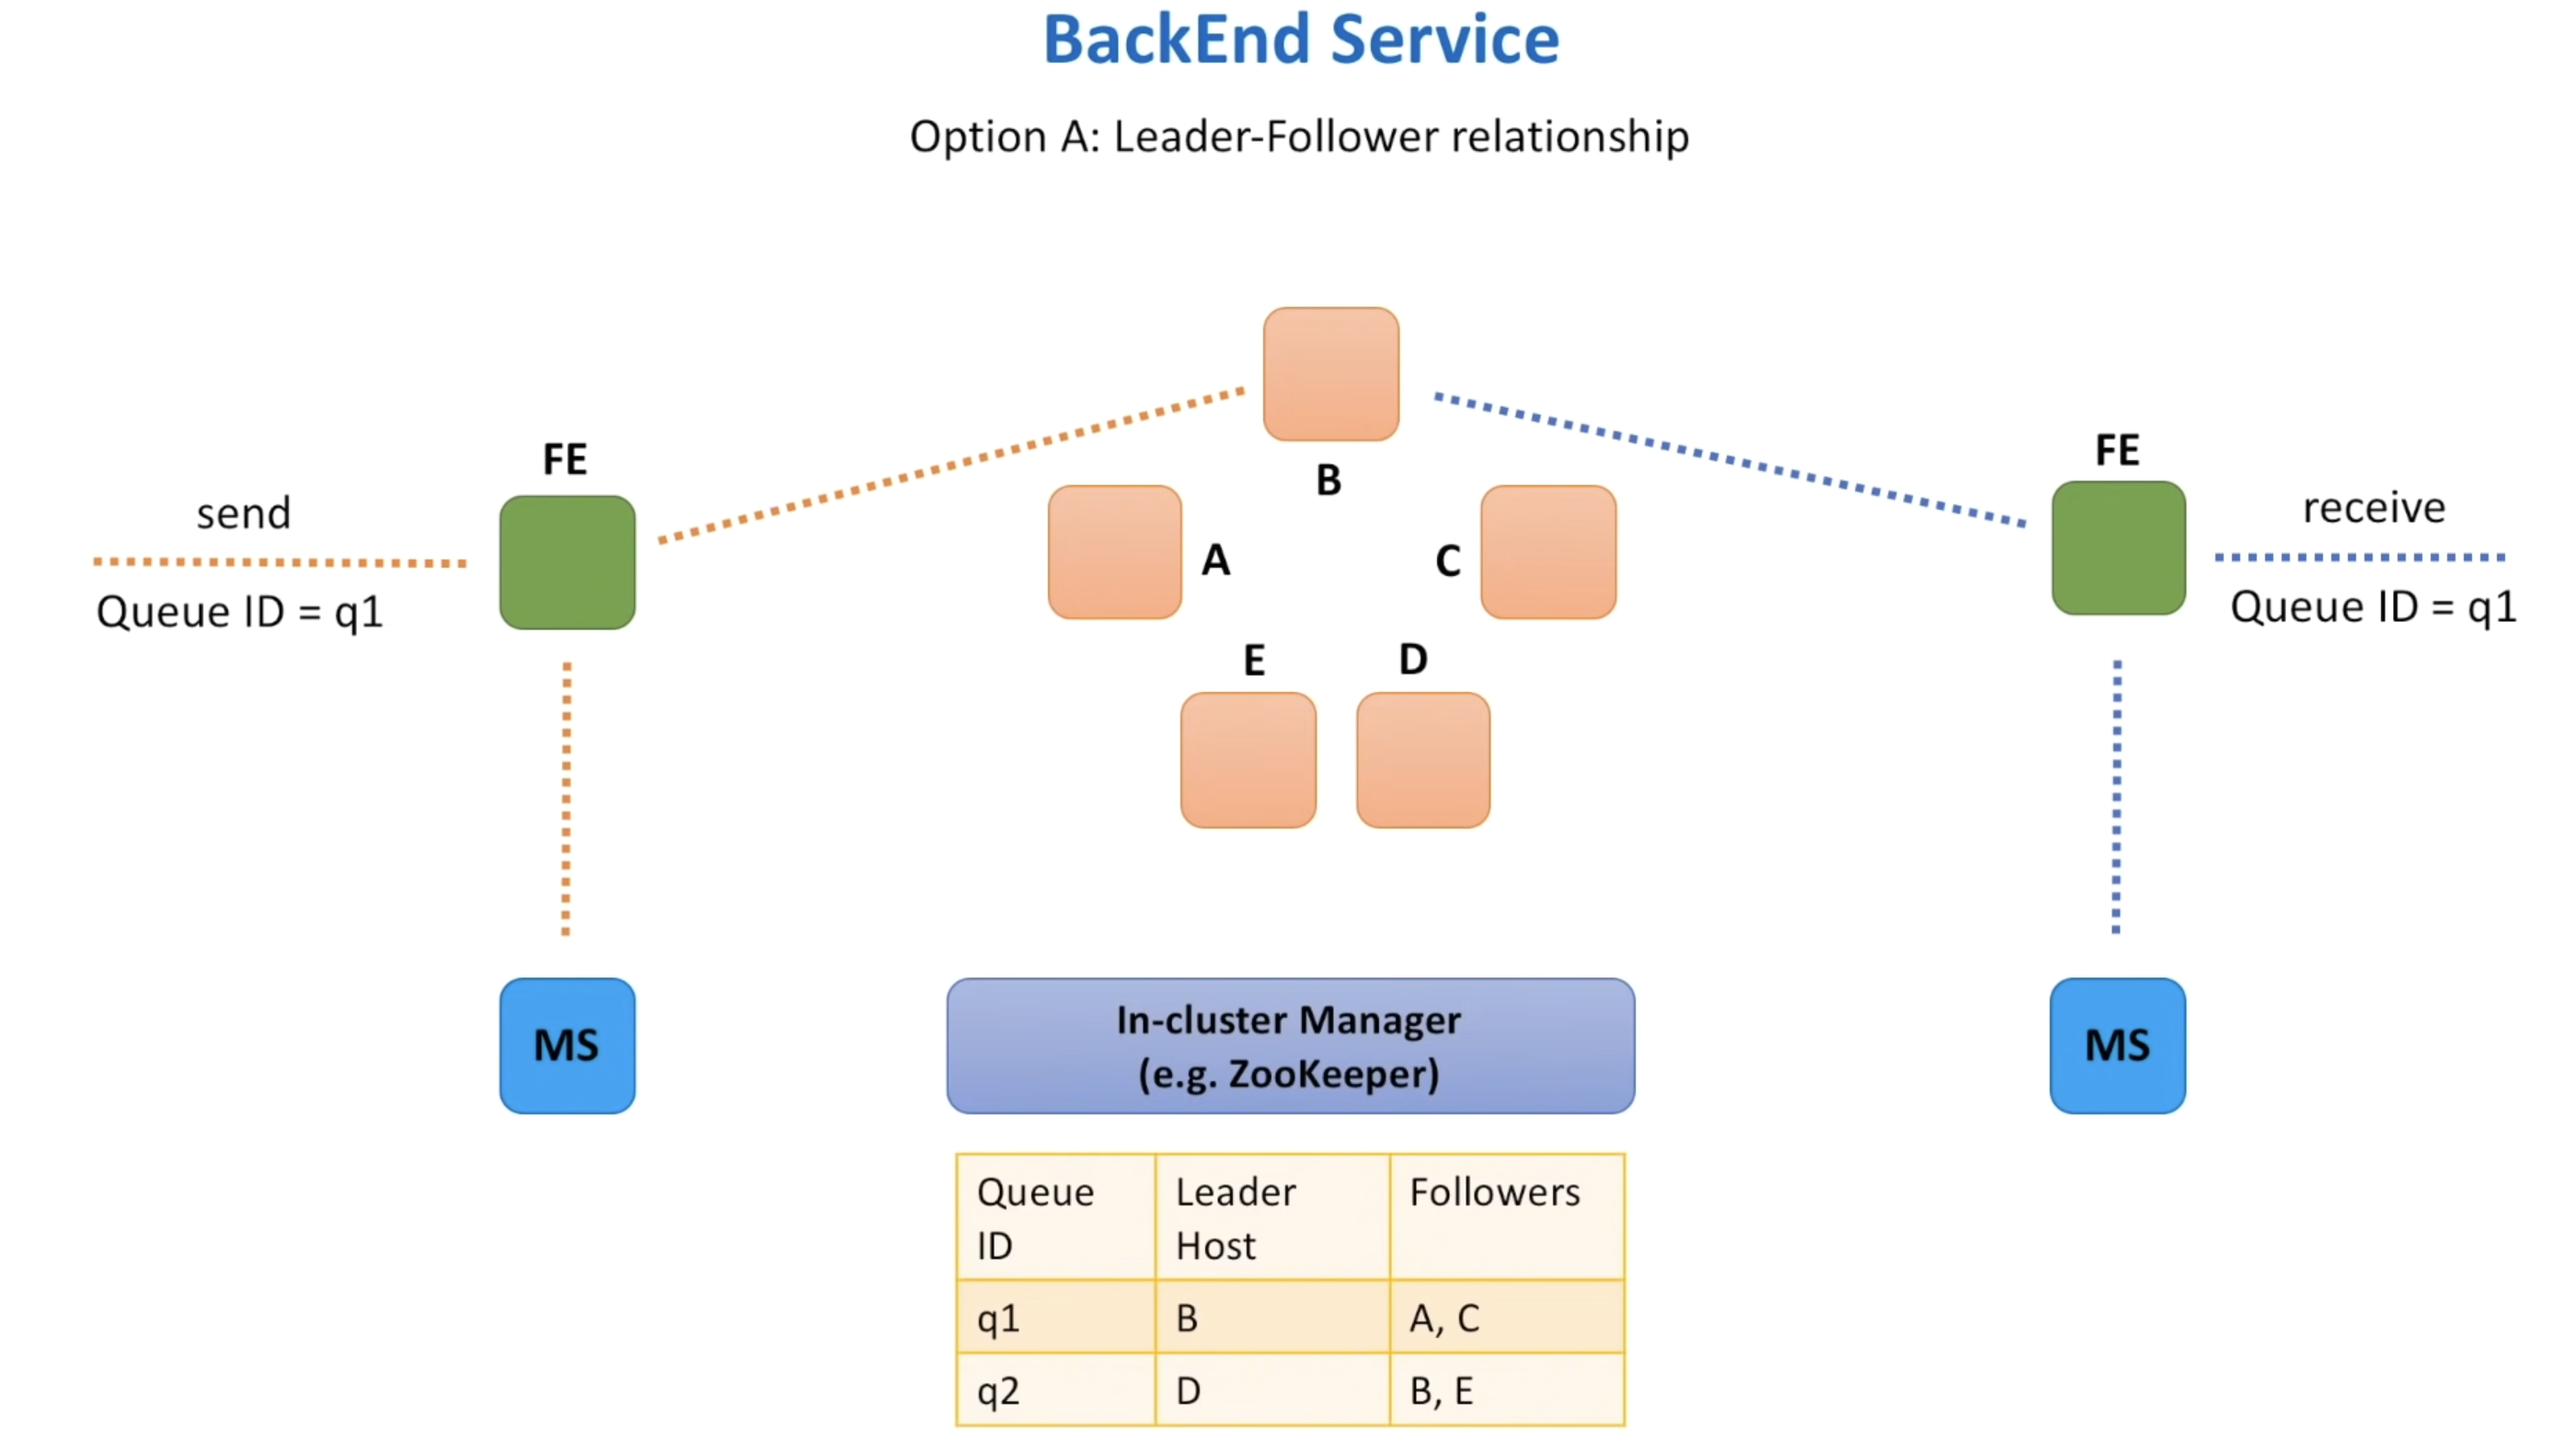 BackEnd Service
Option A: Leader-Follower relationship
B
FE
send
Queue ID = q1
A
C
FE
receive
Queue ID = q1
E
D
MS
In-cluster Manager
(e.g. ZooKeeper)
MS
Queue
ID
Leader
Host
Followers
q1
B
A, C
q2
D
B, E